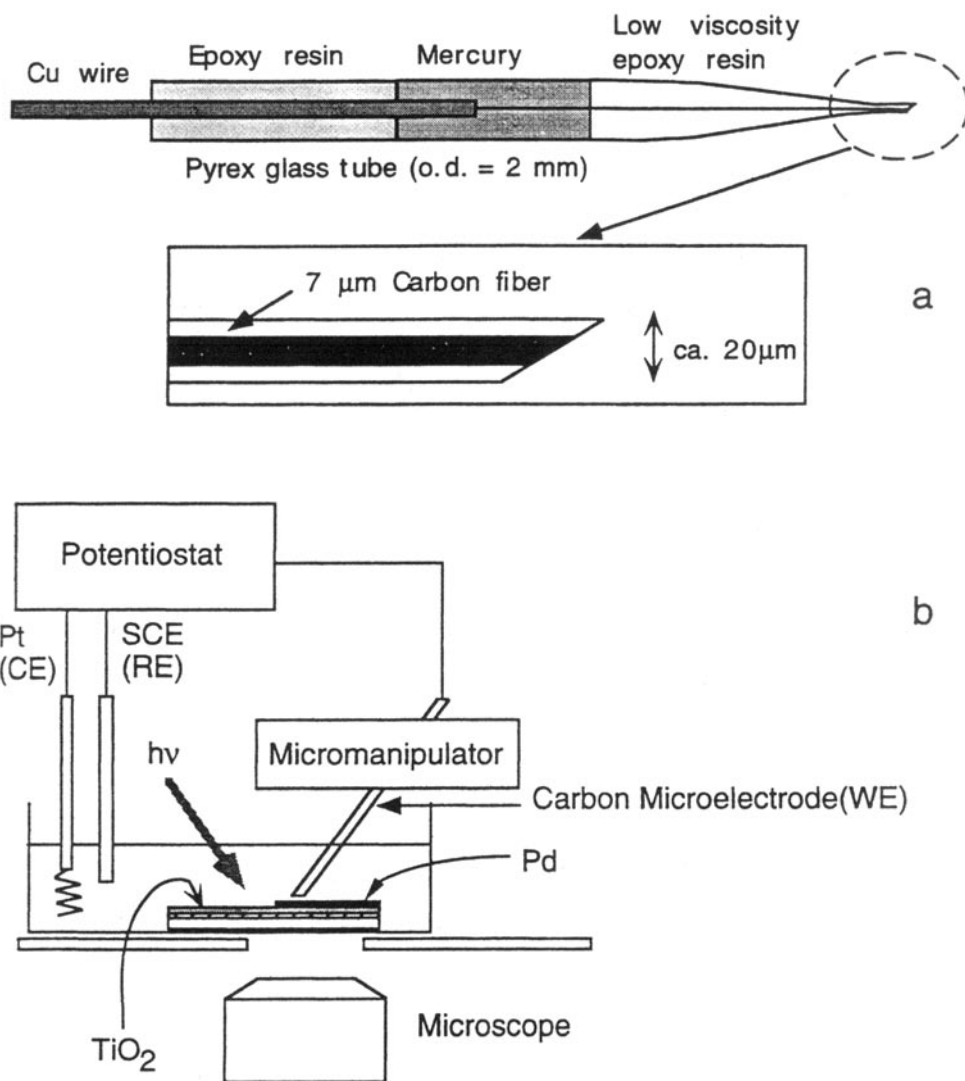 Cu wire
Epoxy resin
Mercury
Low viscosity
epoxy resin
Pyrex glass tube (o.d. = 2 mm)
7 μm Carbon fiber
ca. 20μm
a
Potentiostat
b
Pt
(CE)
SCE
(RE)
hν
Micromanipulator
Carbon Microelectrode(WE)
Pd
TiO₂
Microscope